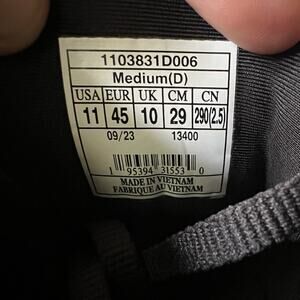 1103831D006
Medium(D)
USA EUR UK CM CN
11 45 10 29 290(2.5)
09/23 13400
1 95394 31553 0
MADE IN VIETNAM
FABRIQUE AU VIETNAM